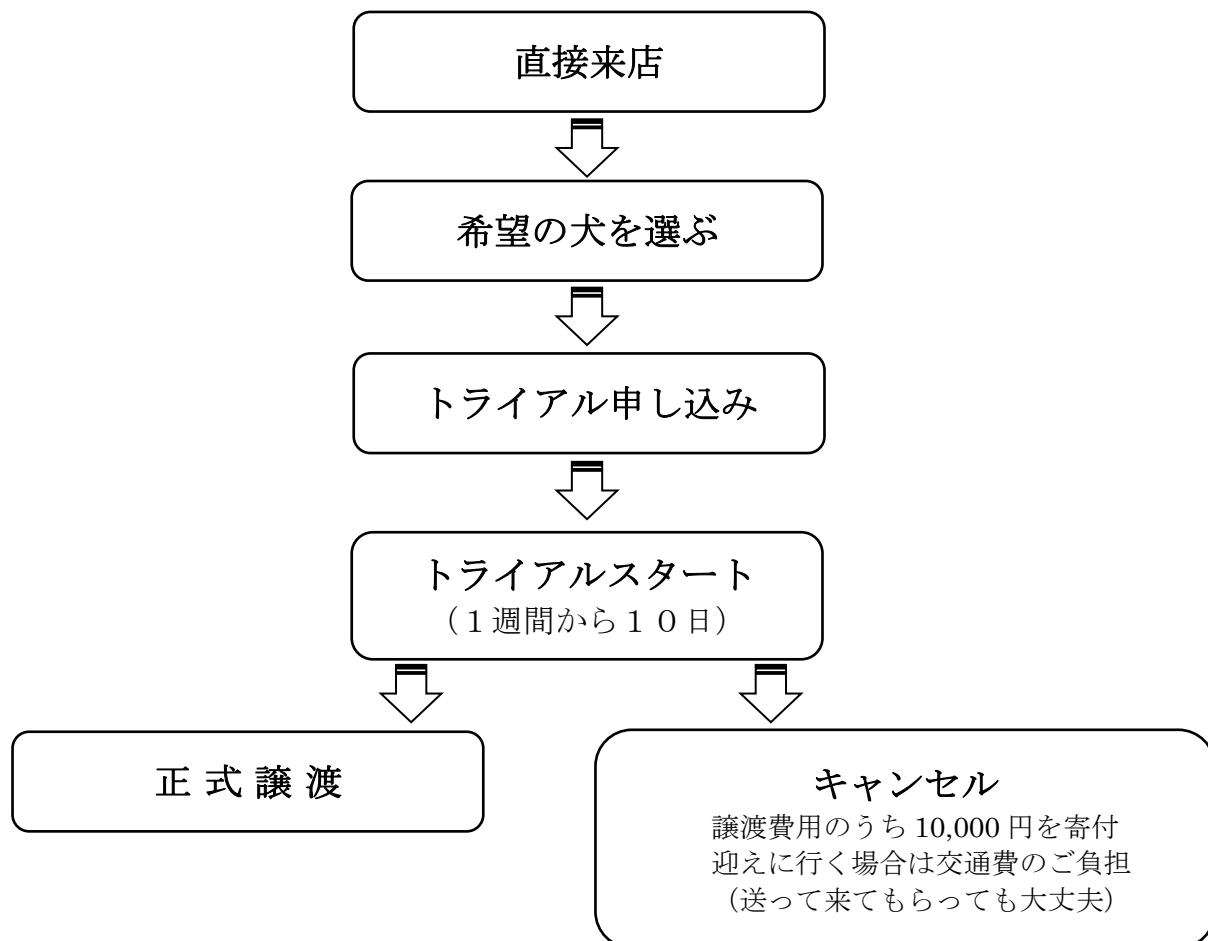 直接来店
希望の犬を選ぶ
トライアル申し込み
トライアルスタート
（１週間から１０日）
正 式 譲 渡
キャンセル
譲渡費用のうち 10,000 円を寄付
迎えに行く場合は交通費のご負担
（送って来てもらっても大丈夫）